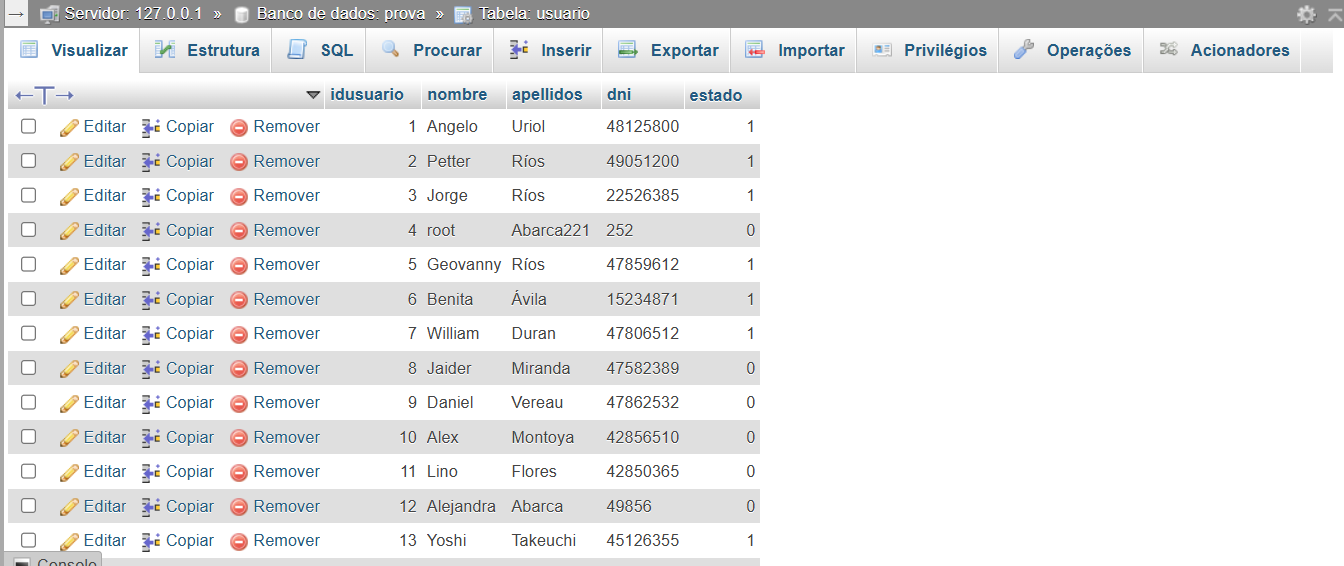 Servidor: 127.0.0.1 » Banco de dados: prova » Tabela: usuario
Visualizar Estrutura SQL Procurar Inserir Exportar Importar Privilégios Operações Acionadores
←T→ idusuario nombre apellidos dni estado
Editar Copiar Remover 1 Angelo Uriol 48125800 1
Editar Copiar Remover 2 Petter Ríos 49051200 1
Editar Copiar Remover 3 Jorge Ríos 22526385 1
Editar Copiar Remover 4 root Abarca221 252 0
Editar Copiar Remover 5 Geovanny Ríos 47859612 1
Editar Copiar Remover 6 Benita Ávila 15234871 1
Editar Copiar Remover 7 William Duran 47806512 1
Editar Copiar Remover 8 Jaider Miranda 47582389 0
Editar Copiar Remover 9 Daniel Vereau 47862532 0
Editar Copiar Remover 10 Alex Montoya 42856510 0
Editar Copiar Remover 11 Lino Flores 42850365 0
Editar Copiar Remover 12 Alejandra Abarca 49856 0
Editar Copiar Remover 13 Yoshi Takeuchi 45126355 1
Console